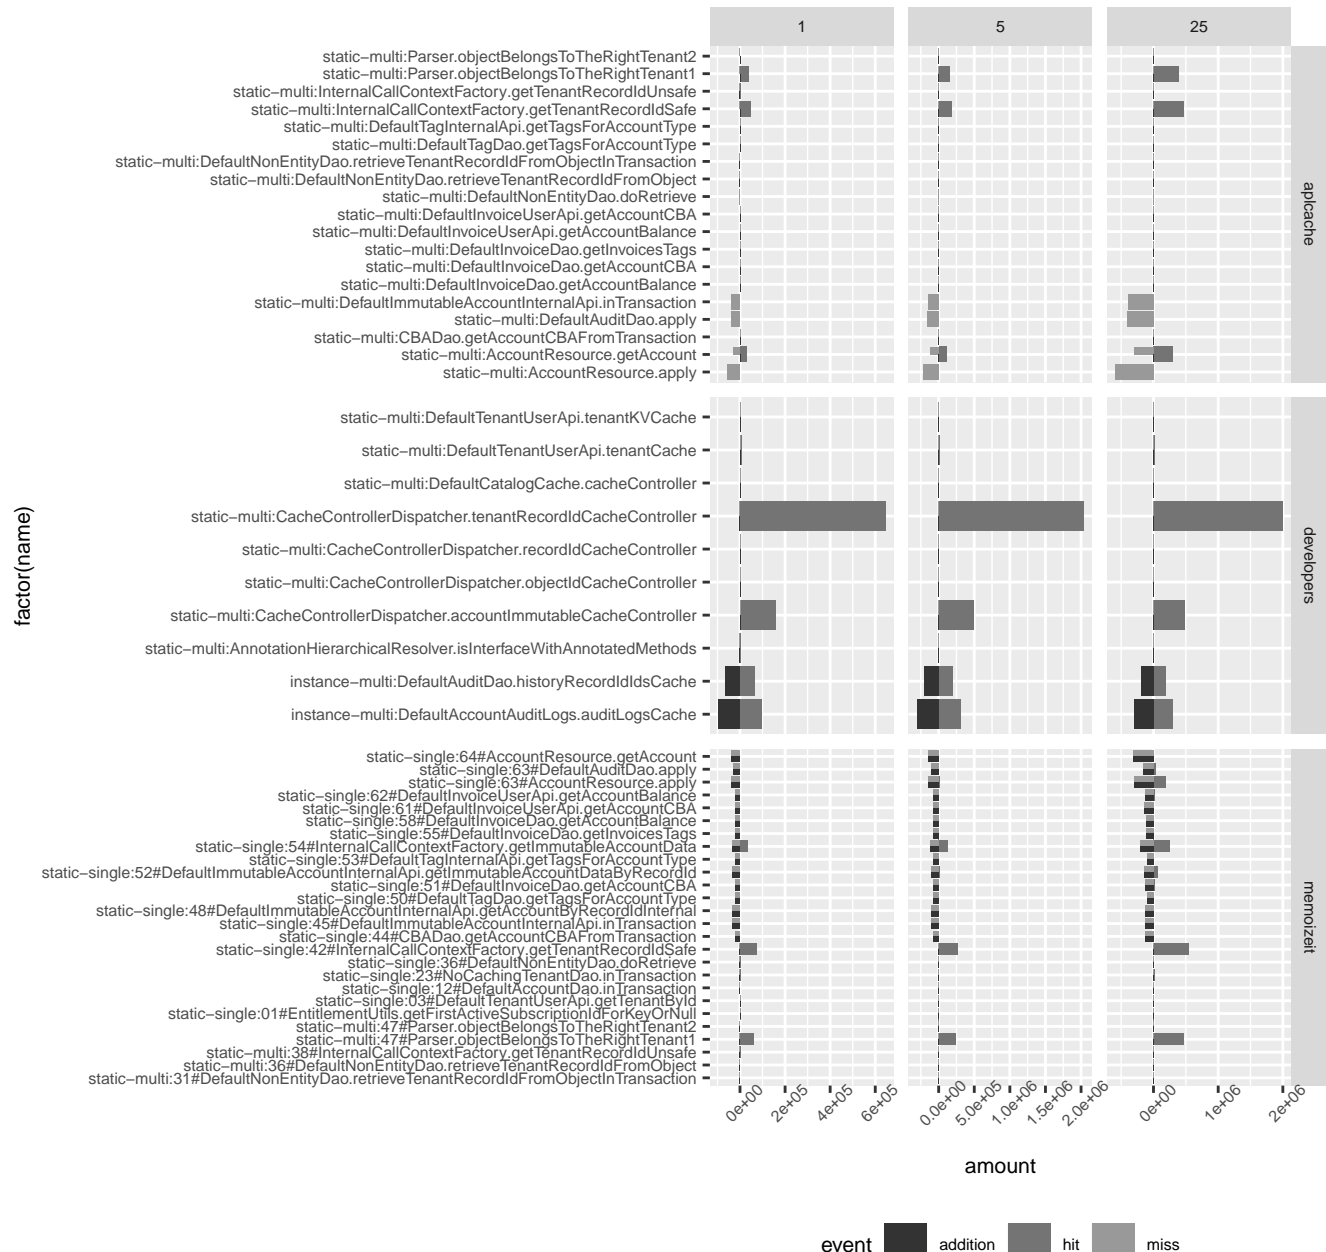 1 5 25
static−multi:Parser.objectBelongsToTheRightTenant2
static−multi:Parser.objectBelongsToTheRightTenant1
static−multi:InternalCallContextFactory.getTenantRecordIdUnsafe
static−multi:InternalCallContextFactory.getTenantRecordIdSafe
static−multi:DefaultTagInternalApi.getTagsForAccountType
static−multi:DefaultTagDao.getTagsForAccountType
static−multi:DefaultNonEntityDao.retrieveTenantRecordIdFromObjectInTransaction
static−multi:DefaultNonEntityDao.retrieveTenantRecordIdFromObject
static−multi:DefaultNonEntityDao.doRetrieve
static−multi:DefaultInvoiceUserApi.getAccountCBA
static−multi:DefaultInvoiceUserApi.getAccountBalance
static−multi:DefaultInvoiceDao.getInvoicesTags
static−multi:DefaultInvoiceDao.getAccountCBA
static−multi:DefaultInvoiceDao.getAccountBalance
static−multi:DefaultImmutableAccountInternalApi.inTransaction
static−multi:DefaultAuditDao.apply
static−multi:CBADao.getAccountCBAFromTransaction
static−multi:AccountResource.getAccount
static−multi:AccountResource.apply
aplcache
static−multi:DefaultTenantUserApi.tenantKVCache
static−multi:DefaultTenantUserApi.tenantCache
static−multi:DefaultCatalogCache.cacheController
static−multi:CacheControllerDispatcher.tenantRecordIdCacheController
static−multi:CacheControllerDispatcher.recordIdCacheController
static−multi:CacheControllerDispatcher.objectIdCacheController
static−multi:CacheControllerDispatcher.accountImmutableCacheController
static−multi:AnnotationHierarchicalResolver.isInterfaceWithAnnotatedMethods
instance−multi:DefaultAuditDao.historyRecordIdIdsCache
instance−multi:DefaultAccountAuditLogs.auditLogsCache
developers
factor(name)
static−single:64#AccountResource.getAccount
static−single:63#DefaultAuditDao.apply
static−single:63#AccountResource.apply
static−single:62#DefaultInvoiceUserApi.getAccountBalance
static−single:61#DefaultInvoiceUserApi.getAccountCBA
static−single:58#DefaultInvoiceDao.getAccountBalance
static−single:55#DefaultInvoiceDao.getInvoicesTags
static−single:54#InternalCallContextFactory.getImmutableAccountData
static−single:53#DefaultTagInternalApi.getTagsForAccountType
static−single:52#DefaultImmutableAccountInternalApi.getImmutableAccountDataByRecordId
static−single:51#DefaultInvoiceDao.getAccountCBA
static−single:50#DefaultTagDao.getTagsForAccountType
static−single:48#DefaultImmutableAccountInternalApi.getAccountByRecordIdInternal
static−single:45#DefaultImmutableAccountInternalApi.inTransaction
static−single:44#CBADao.getAccountCBAFromTransaction
static−single:42#InternalCallContextFactory.getTenantRecordIdSafe
static−single:36#DefaultNonEntityDao.doRetrieve
static−single:23#NoCachingTenantDao.inTransaction
static−single:12#DefaultAccountDao.inTransaction
static−single:03#DefaultTenantUserApi.getTenantById
static−single:01#EntitlementUtils.getFirstActiveSubscriptionIdForKeyOrNull
static−multi:47#Parser.objectBelongsToTheRightTenant2
static−multi:47#Parser.objectBelongsToTheRightTenant1
static−multi:38#InternalCallContextFactory.getTenantRecordIdUnsafe
static−multi:36#DefaultNonEntityDao.retrieveTenantRecordIdFromObject
static−multi:31#DefaultNonEntityDao.retrieveTenantRecordIdFromObjectInTransaction
memoizeit
0e+00 2e+05 4e+05 6e+05 0.0e+00 5.0e+05 1.0e+06 1.5e+06 2.0e+06 0e+00 1e+06 2e+06
amount
event addition hit miss